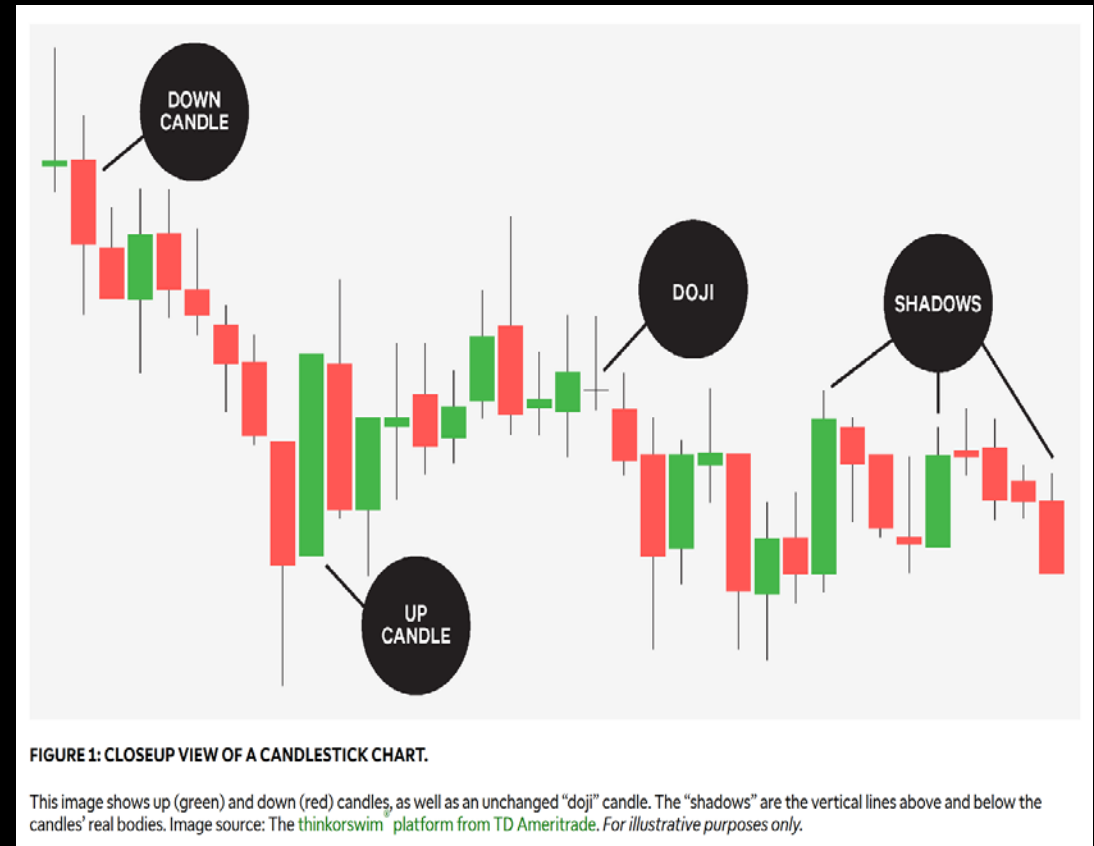 DOWN
CANDLE
DOJI
SHADOWS
UP
CANDLE
FIGURE 1: CLOSEUP VIEW OF A CANDLESTICK CHART.
This image shows up (green) and down (red) candles, as well as an unchanged “doji” candle. The “shadows” are the vertical lines above and below the
candles’ real bodies. Image source: The thinkorswim® platform from TD Ameritrade. For illustrative purposes only.